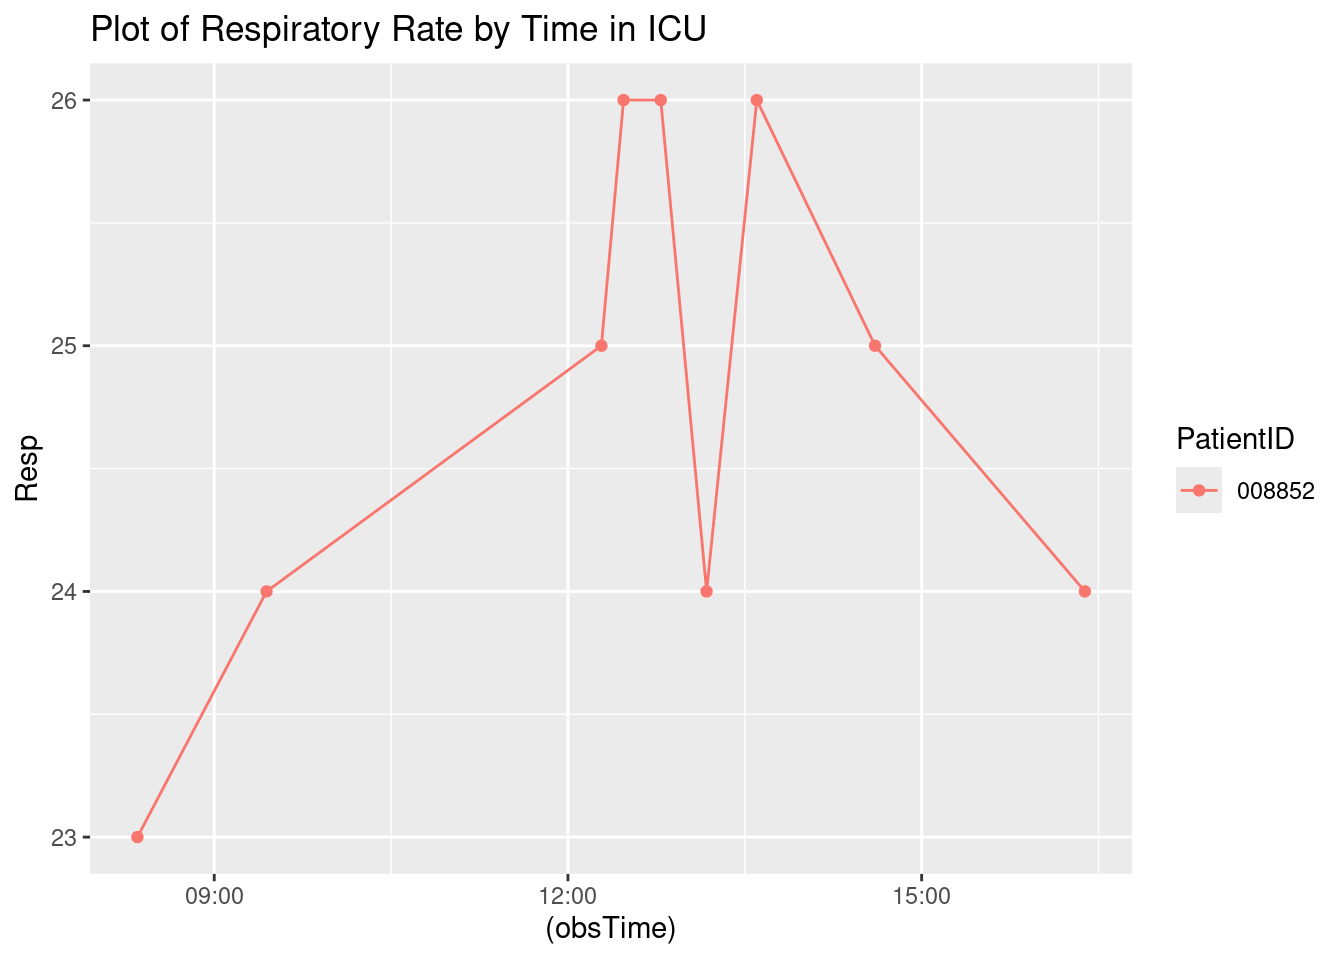 Plot of Respiratory Rate by Time in ICU
26
25
24
23
Resp
09:00 12:00 15:00
(obsTime)
PatientID
008852